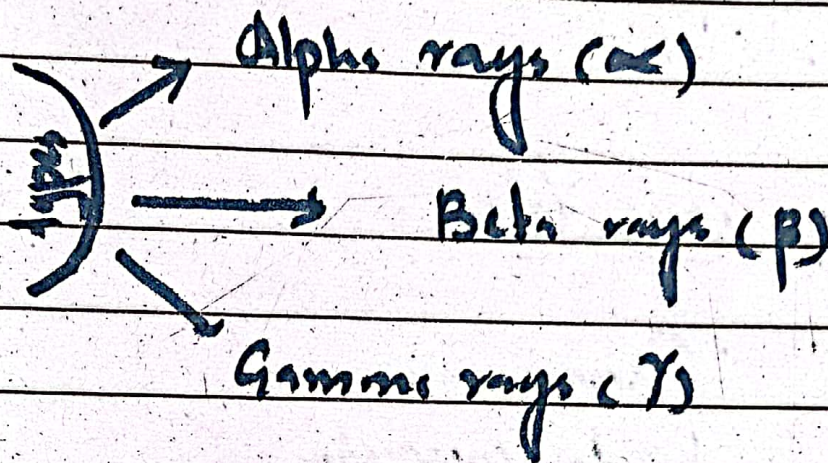 types
Alpha rays (α)
Beta rays (β)
Gamma rays (γ)